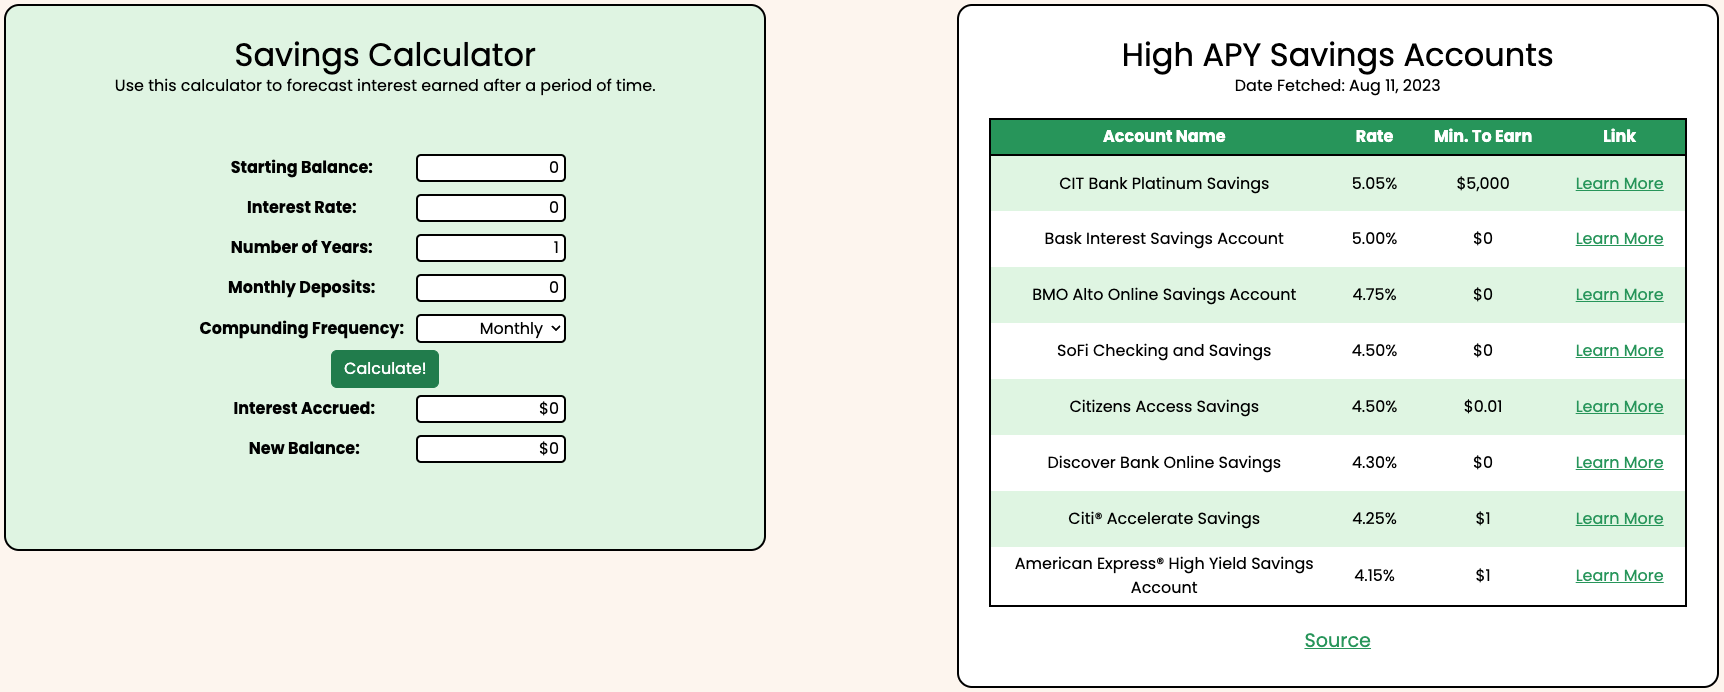 Savings Calculator
Use this calculator to forecast interest earned after a period of time.
Starting Balance: 0
Interest Rate: 0
Number of Years: 1
Monthly Deposits: 0
Compunding Frequency: Monthly
Calculate!
Interest Accrued: $0
New Balance: $0
High APY Savings Accounts
Date Fetched: Aug 11, 2023
Account Name Rate Min. To Earn Link
CIT Bank Platinum Savings 5.05% $5,000 Learn More
Bask Interest Savings Account 5.00% $0 Learn More
BMO Alto Online Savings Account 4.75% $0 Learn More
SoFi Checking and Savings 4.50% $0 Learn More
Citizens Access Savings 4.50% $0.01 Learn More
Discover Bank Online Savings 4.30% $0 Learn More
Citi® Accelerate Savings 4.25% $1 Learn More
American Express® High Yield Savings
Account 4.15% $1 Learn More
Source